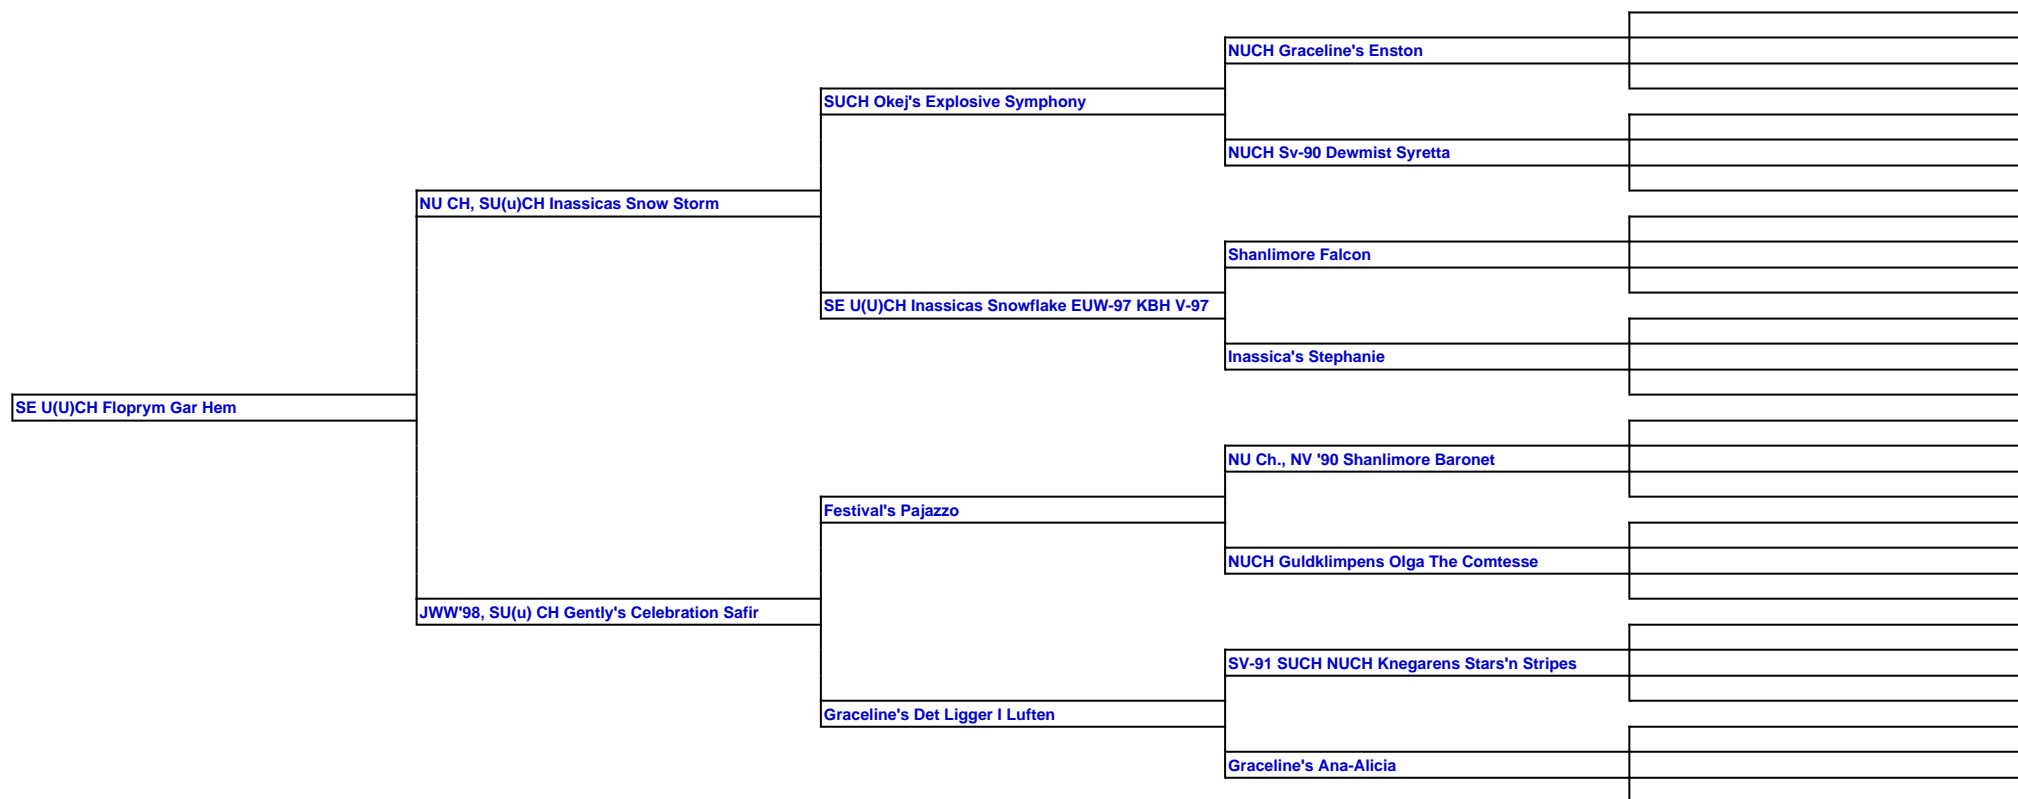 NUCH Graceline's Enston
SUCH Okej's Explosive Symphony
NUCH Sv-90 Dewmist Syretta
NU CH, SU(u)CH Inassicas Snow Storm
Shanlimore Falcon
SE U(U)CH Inassicas Snowflake EUW-97 KBH V-97
Inassica's Stephanie
SE U(U)CH Floprym Gar Hem
NU Ch., NV '90 Shanlimore Baronet
Festival's Pajazzo
NUCH Guldklimpens Olga The Comtesse
JWW'98, SU(u) CH Gently's Celebration Safir
SV-91 SUCH NUCH Knegarens Stars'n Stripes
Graceline's Det Ligger I Luften
Graceline's Ana-Alicia